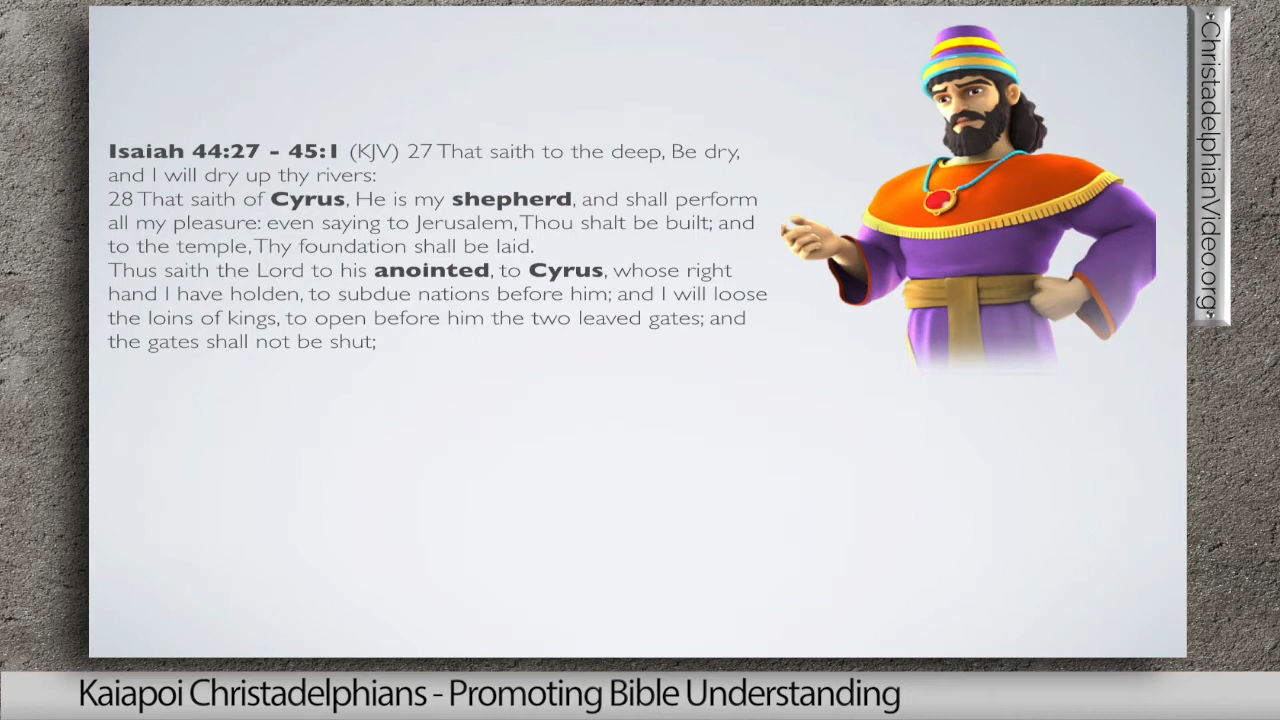 Isaiah 44:27 - 45:1 (KJV) 27 That saith to the deep, Be dry,
and I will dry up thy rivers:
28 That saith of Cyrus, He is my shepherd, and shall perform
all my pleasure: even saying to Jerusalem, Thou shalt be built; and
to the temple, Thy foundation shall be laid.
Thus saith the Lord to his anointed, to Cyrus, whose right
hand I have holden, to subdue nations before him; and I will loose
the loins of kings, to open before him the two leaved gates; and
the gates shall not be shut;
ChristadelphianVideo.org
Kaiapoi Christadelphians - Promoting Bible Understanding